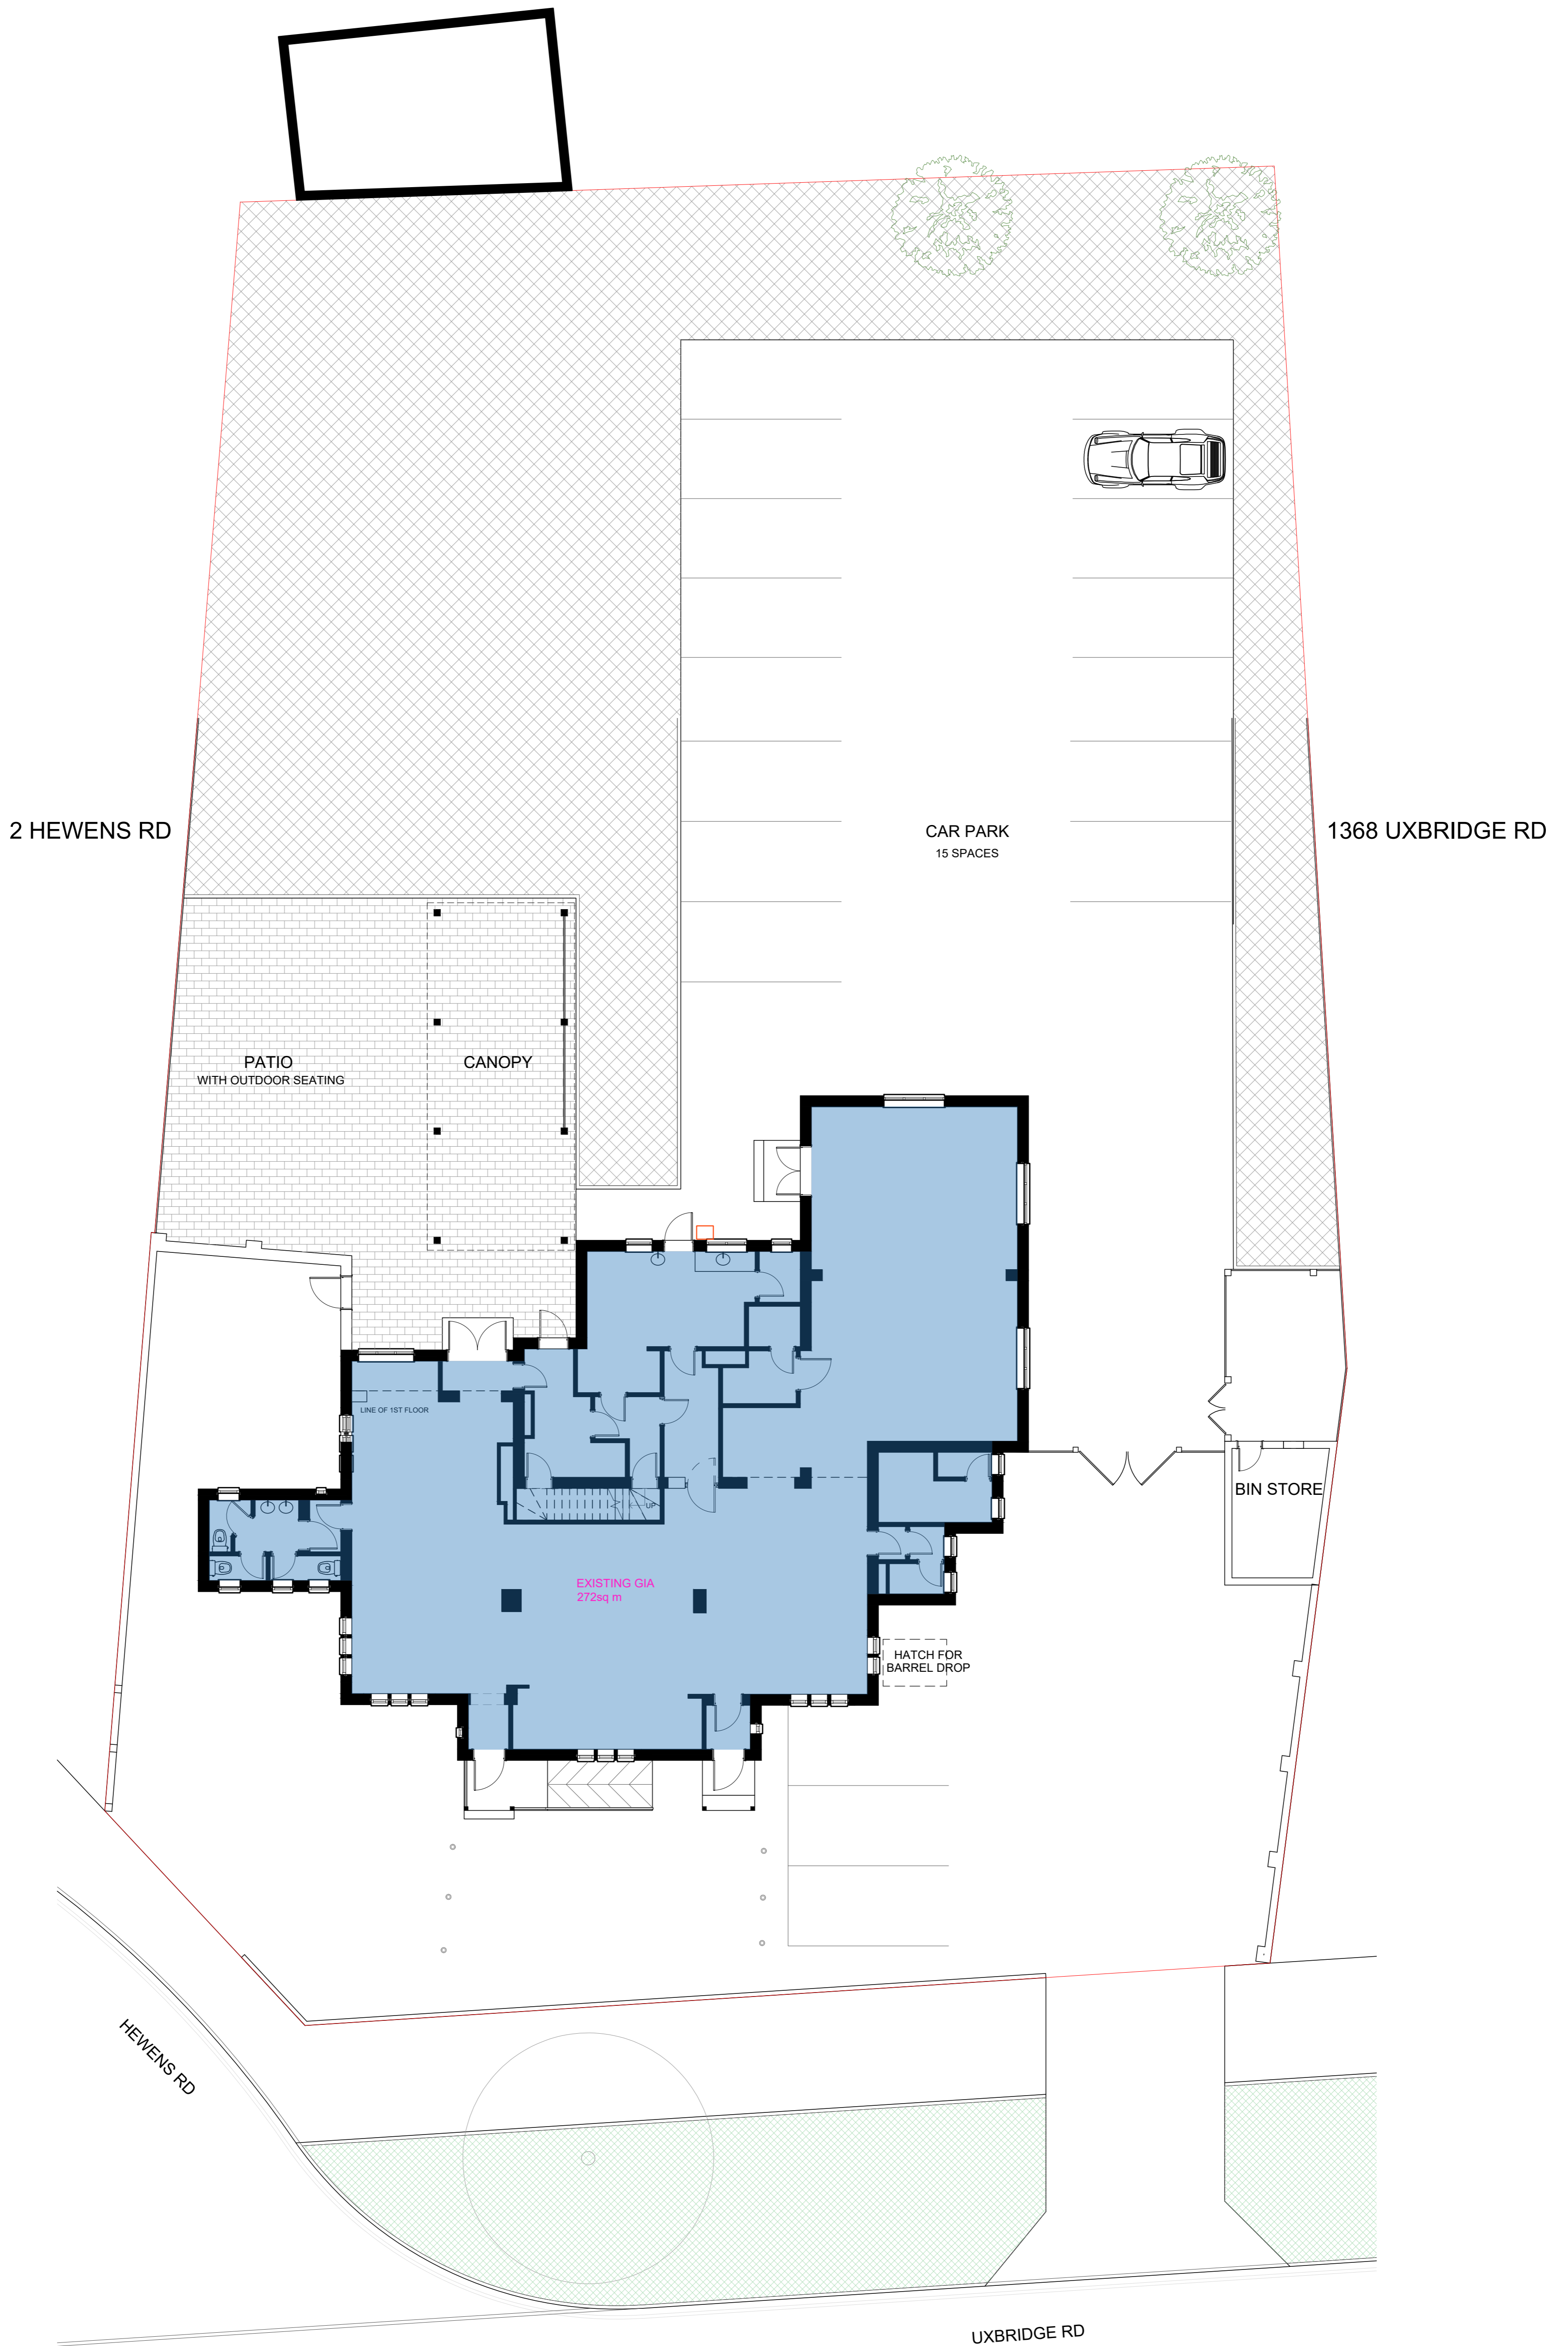 2 HEWENS RD
CAR PARK
15 SPACES
1368 UXBRIDGE RD
PATIO
WITH OUTDOOR SEATING
CANOPY
LINE OF 1ST FLOOR
UP
BIN STORE
EXISTING GIA
272sq m
HATCH FOR
BARREL DROP
HEWENS RD
UXBRIDGE RD